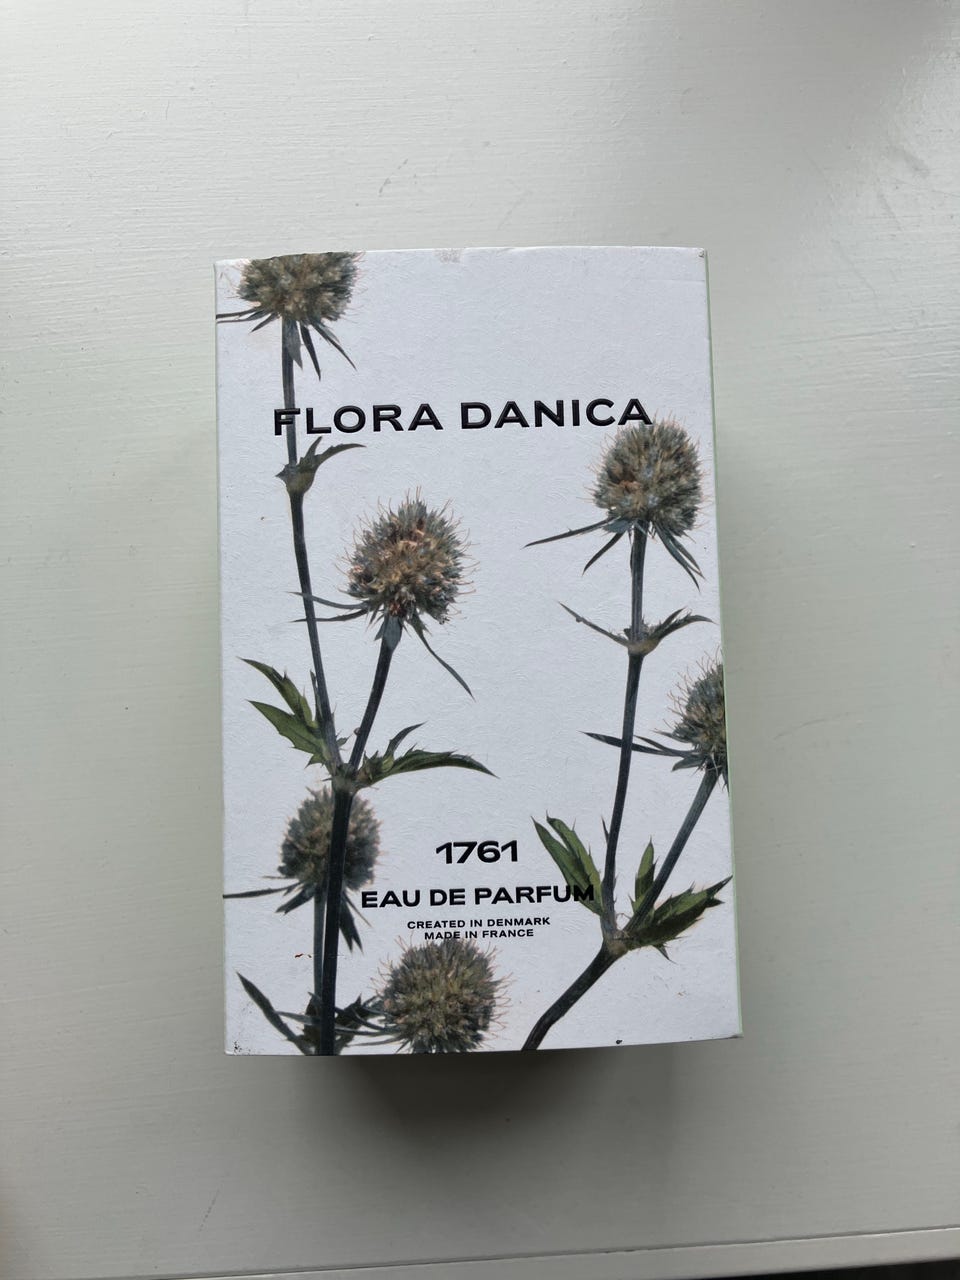 FLORA DANICA
1761
EAU DE PARFUM
CREATED IN DENMARK
MADE IN FRANCE